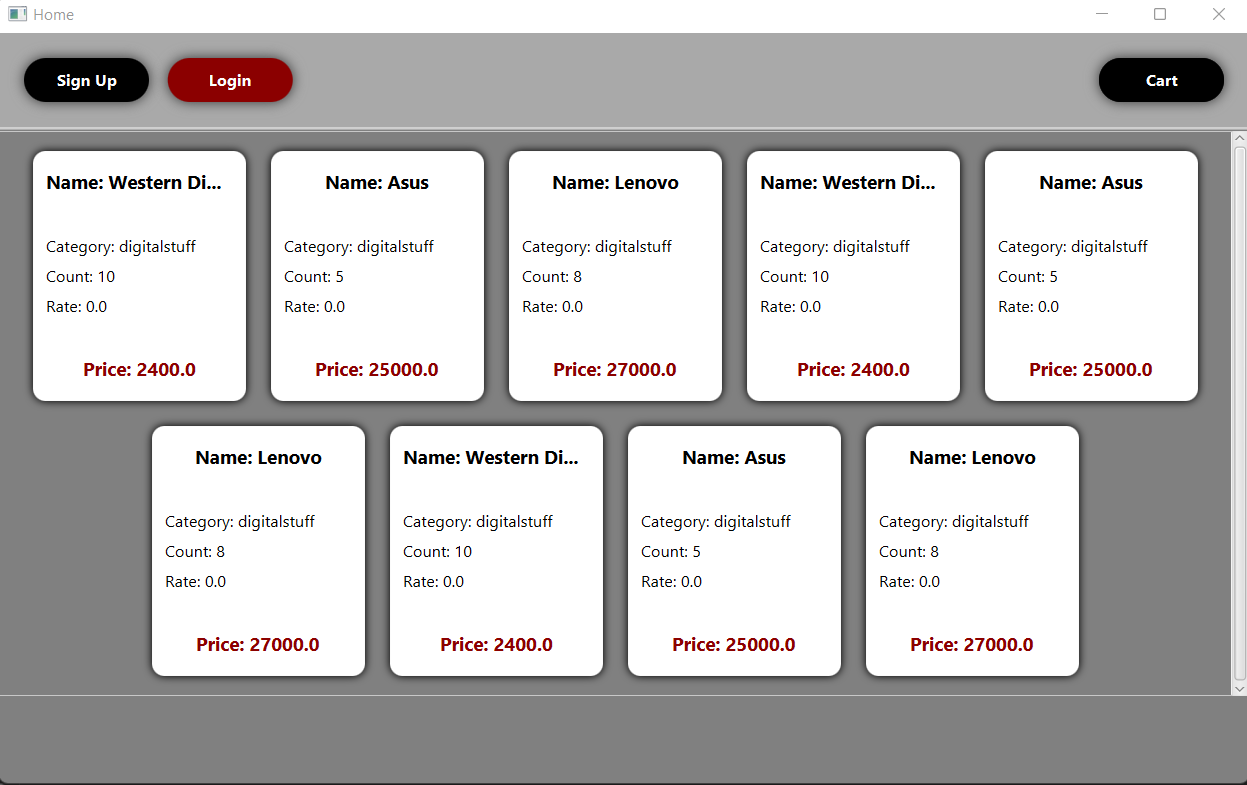 Home
Sign Up Login Cart
Name: Western Di... Name: Asus Name: Lenovo Name: Western Di... Name: Asus
Category: digitalstuff Category: digitalstuff Category: digitalstuff Category: digitalstuff Category: digitalstuff
Count: 10 Count: 5 Count: 8 Count: 10 Count: 5
Rate: 0.0 Rate: 0.0 Rate: 0.0 Rate: 0.0 Rate: 0.0
Price: 2400.0 Price: 25000.0 Price: 27000.0 Price: 2400.0 Price: 25000.0
Name: Lenovo Name: Western Di... Name: Asus Name: Lenovo
Category: digitalstuff Category: digitalstuff Category: digitalstuff Category: digitalstuff
Count: 8 Count: 10 Count: 5 Count: 8
Rate: 0.0 Rate: 0.0 Rate: 0.0 Rate: 0.0
Price: 27000.0 Price: 2400.0 Price: 25000.0 Price: 27000.0